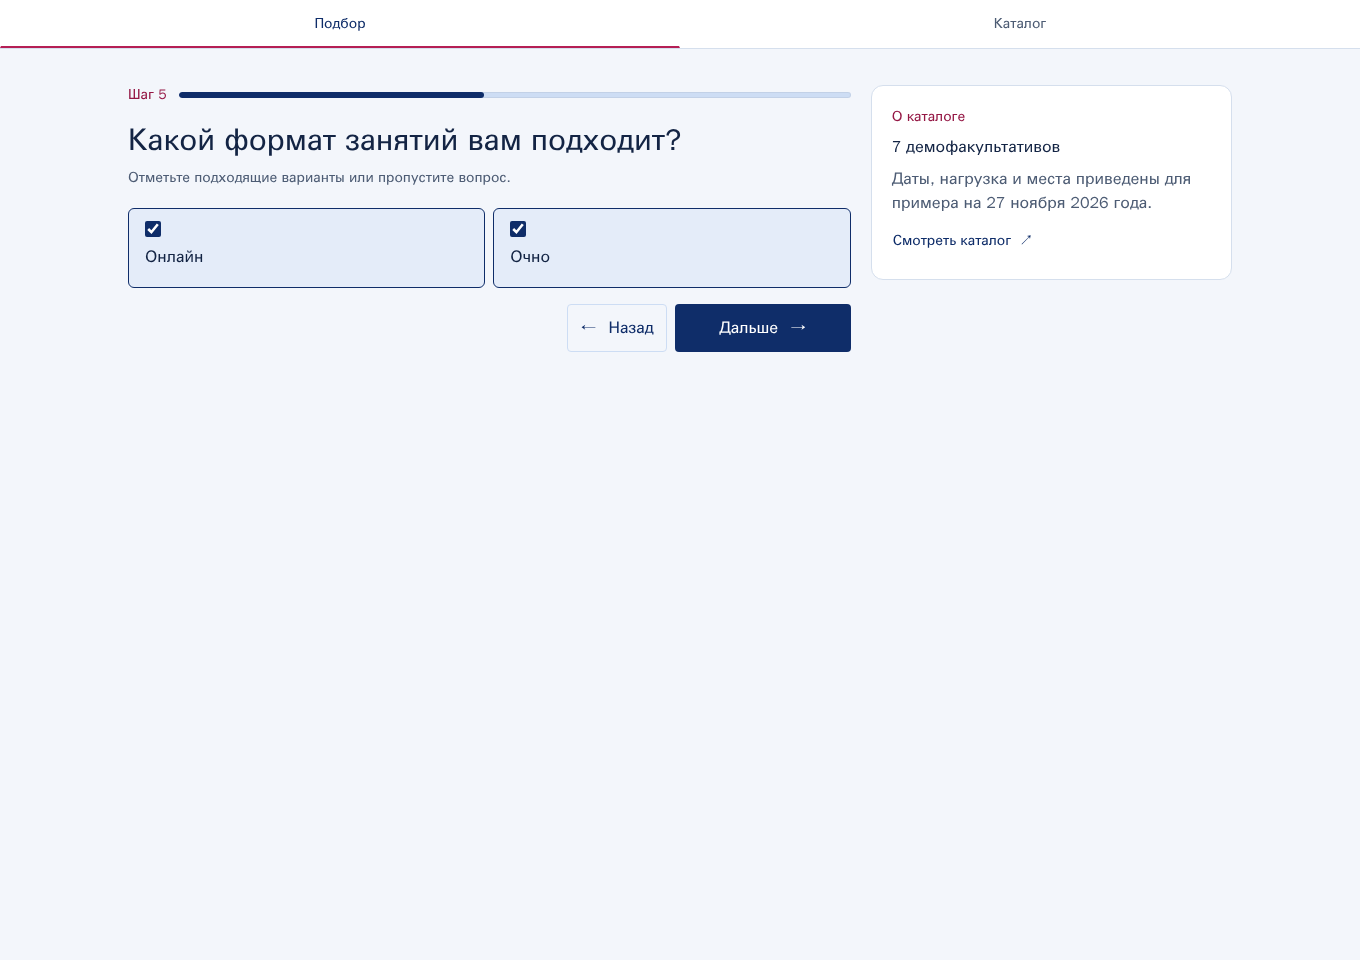 Подбор
Каталог
Шаг 5
Какой формат занятий вам подходит?
Отметьте подходящие варианты или пропустите вопрос.
Онлайн
Очно
← Назад
Дальше →
О каталоге
7 демофакультативов
Даты, нагрузка и места приведены для
примера на 27 ноября 2026 года.
Смотреть каталог ↗